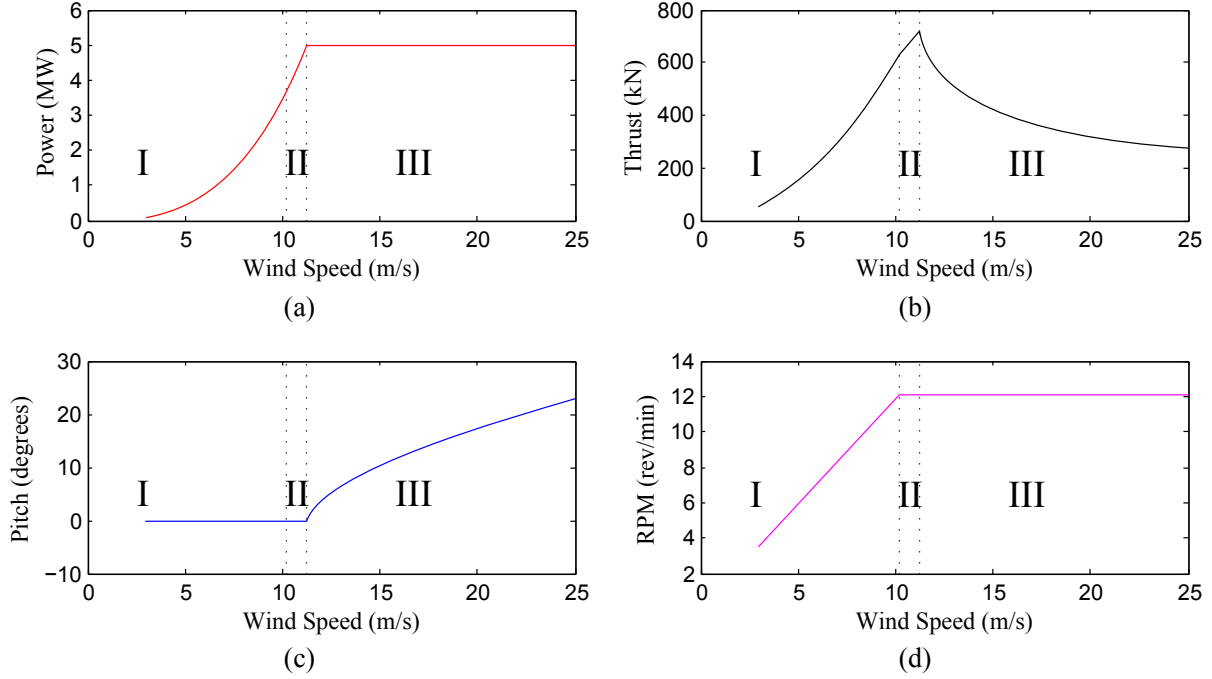 6
5
4
3
2
1
0
Power (MW)
I
II
III
0 5 10 15 20 25
Wind Speed (m/s)
(a)
800
600
400
200
0
Thrust (kN)
I
II
III
0 5 10 15 20 25
Wind Speed (m/s)
(b)
30
20
10
0
−10
Pitch (degrees)
I
II
III
0 5 10 15 20 25
Wind Speed (m/s)
(c)
14
12
10
8
6
4
2
RPM (rev/min)
I
II
III
0 5 10 15 20 25
Wind Speed (m/s)
(d)